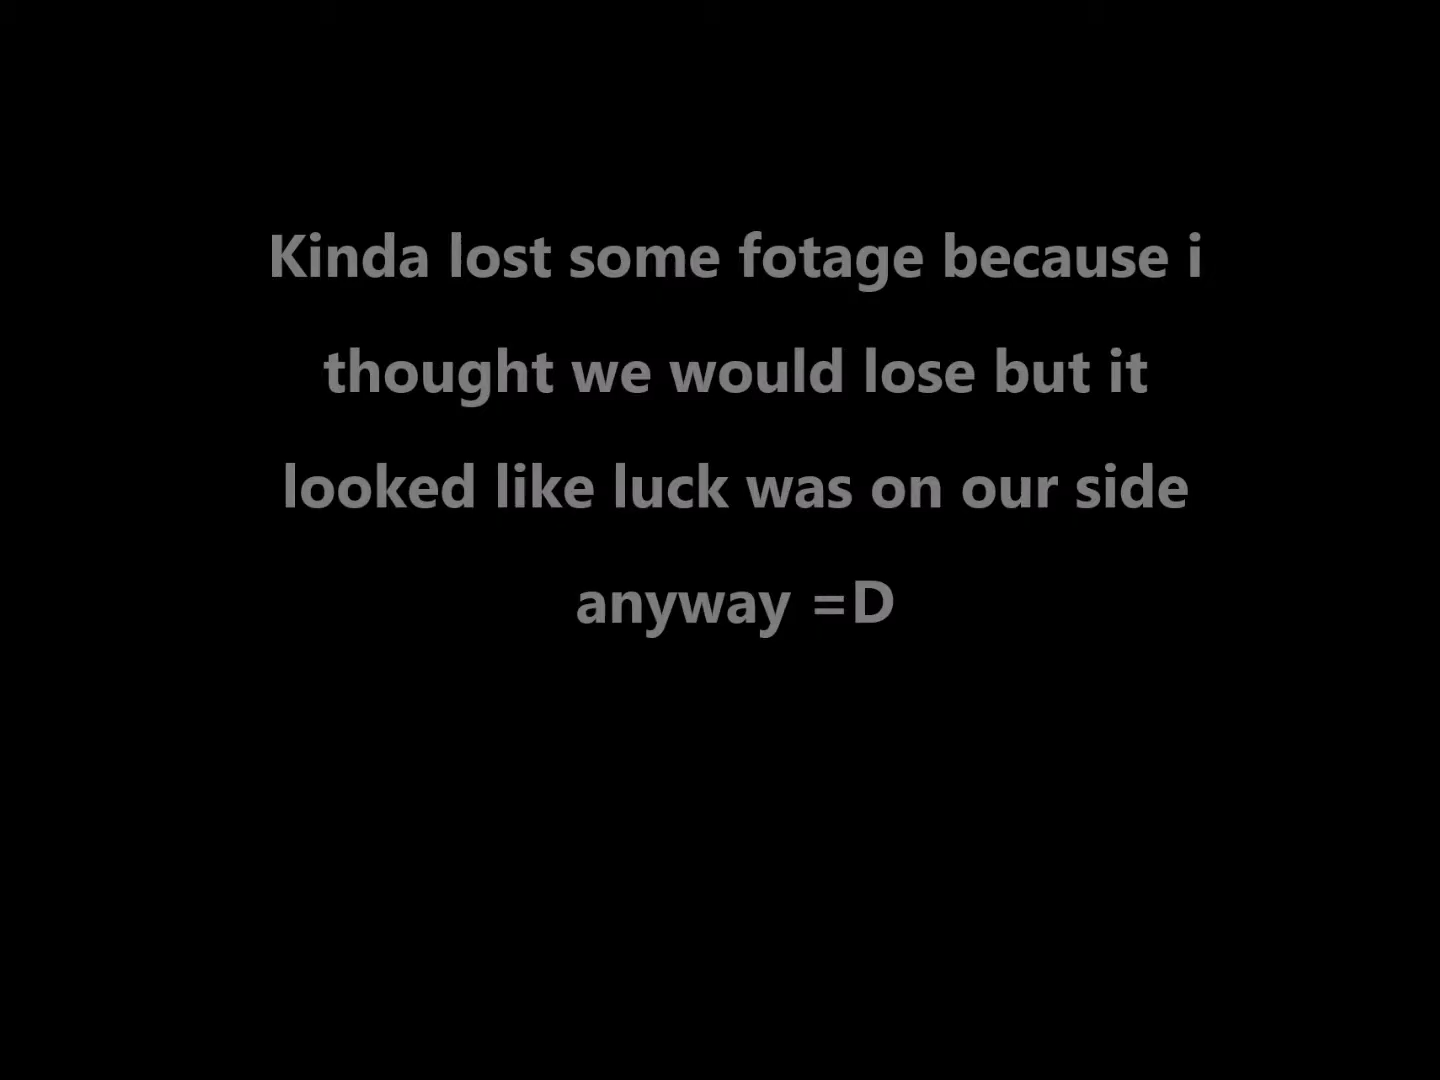 Kinda lost some fotage because i
thought we would lose but it
looked like luck was on our side
anyway =D